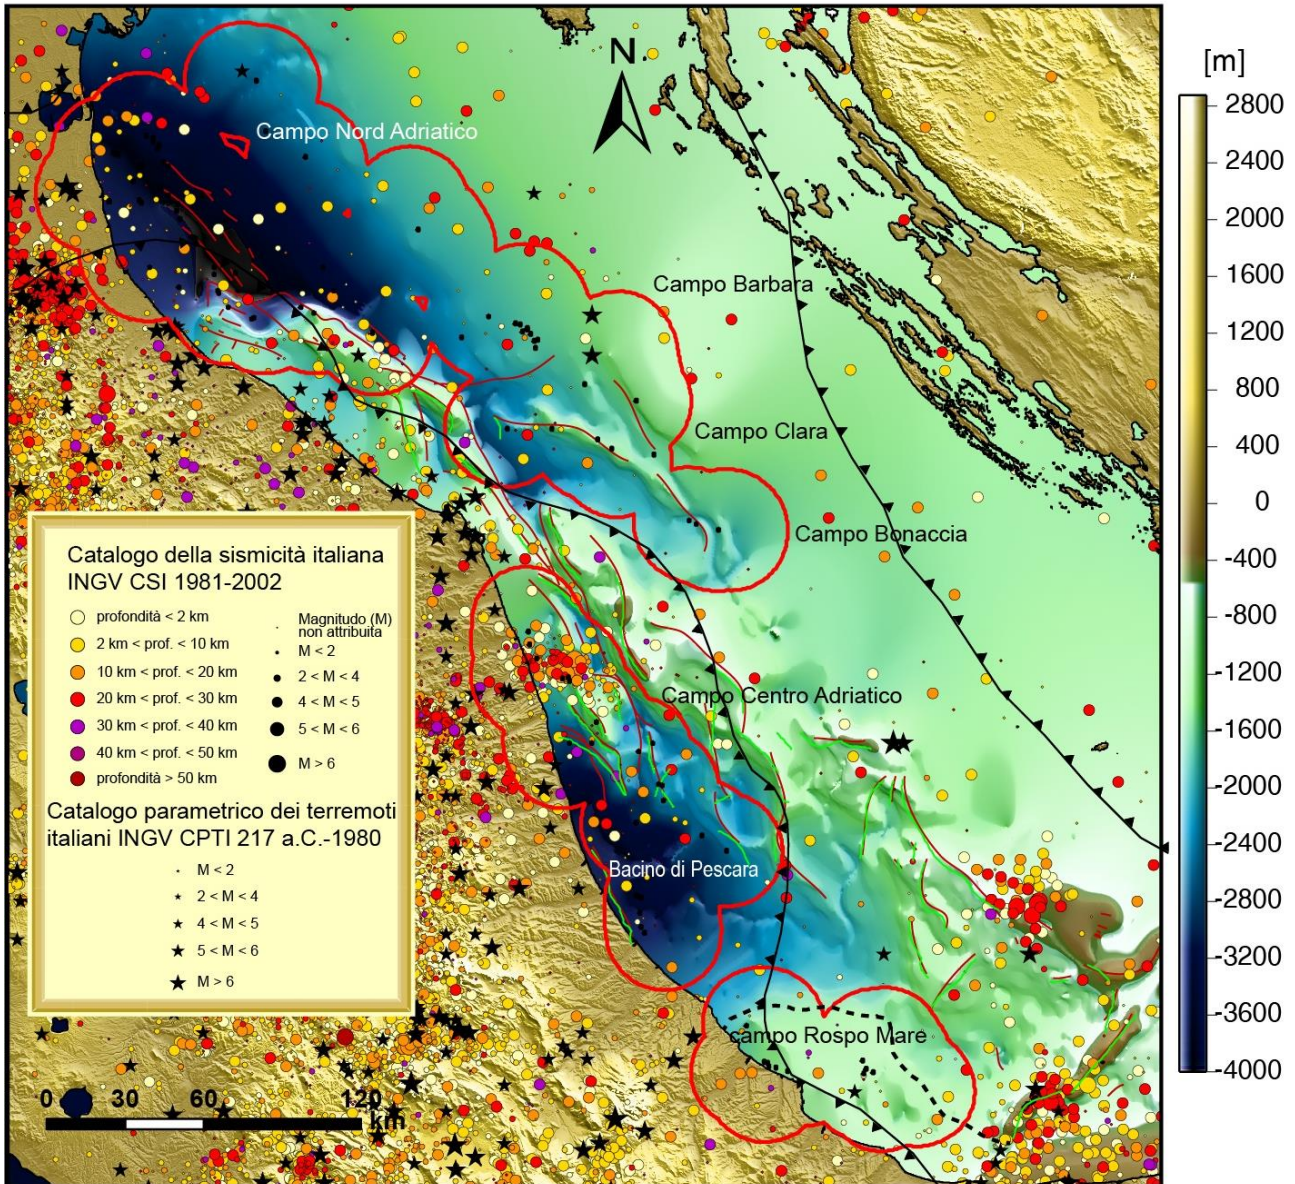 N
Campo Nord Adriatico
Campo Barbara
Campo Clara
Campo Bonaccia
Campo Centro Adriatico
Bacino di Pescara
campo Rospo Mare
Catalogo della sismicità italiana
INGV CSI 1981-2002
profondità < 2 km
2 km < prof. < 10 km
10 km < prof. < 20 km
20 km < prof. < 30 km
30 km < prof. < 40 km
40 km < prof. < 50 km
profondità > 50 km
Magnitudo (M)
non attribuita
M < 2
2 < M < 4
4 < M < 5
5 < M < 6
M > 6
Catalogo parametrico dei terremoti
italiani INGV CPTI 217 a.C.-1980
M < 2
2 < M < 4
4 < M < 5
5 < M < 6
M > 6
0 30 60 120
km
[m]
2800
2400
2000
1600
1200
800
400
0
-400
-800
-1200
-1600
-2000
-2400
-2800
-3200
-3600
-4000